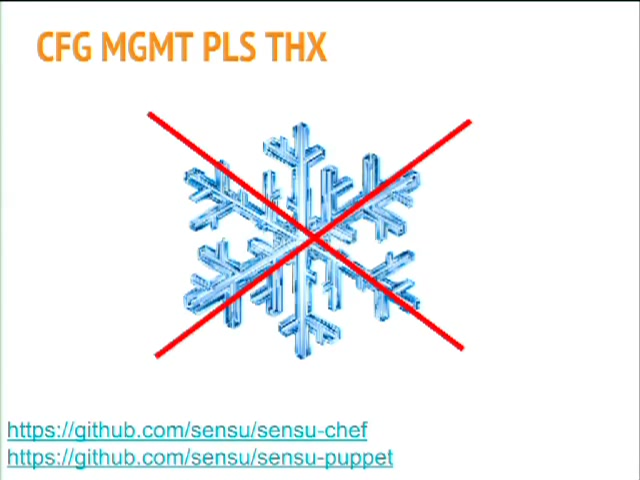 CFG MGMT PLS THX
https://github.com/sensu/sensu-chef
https://github.com/sensu/sensu-puppet